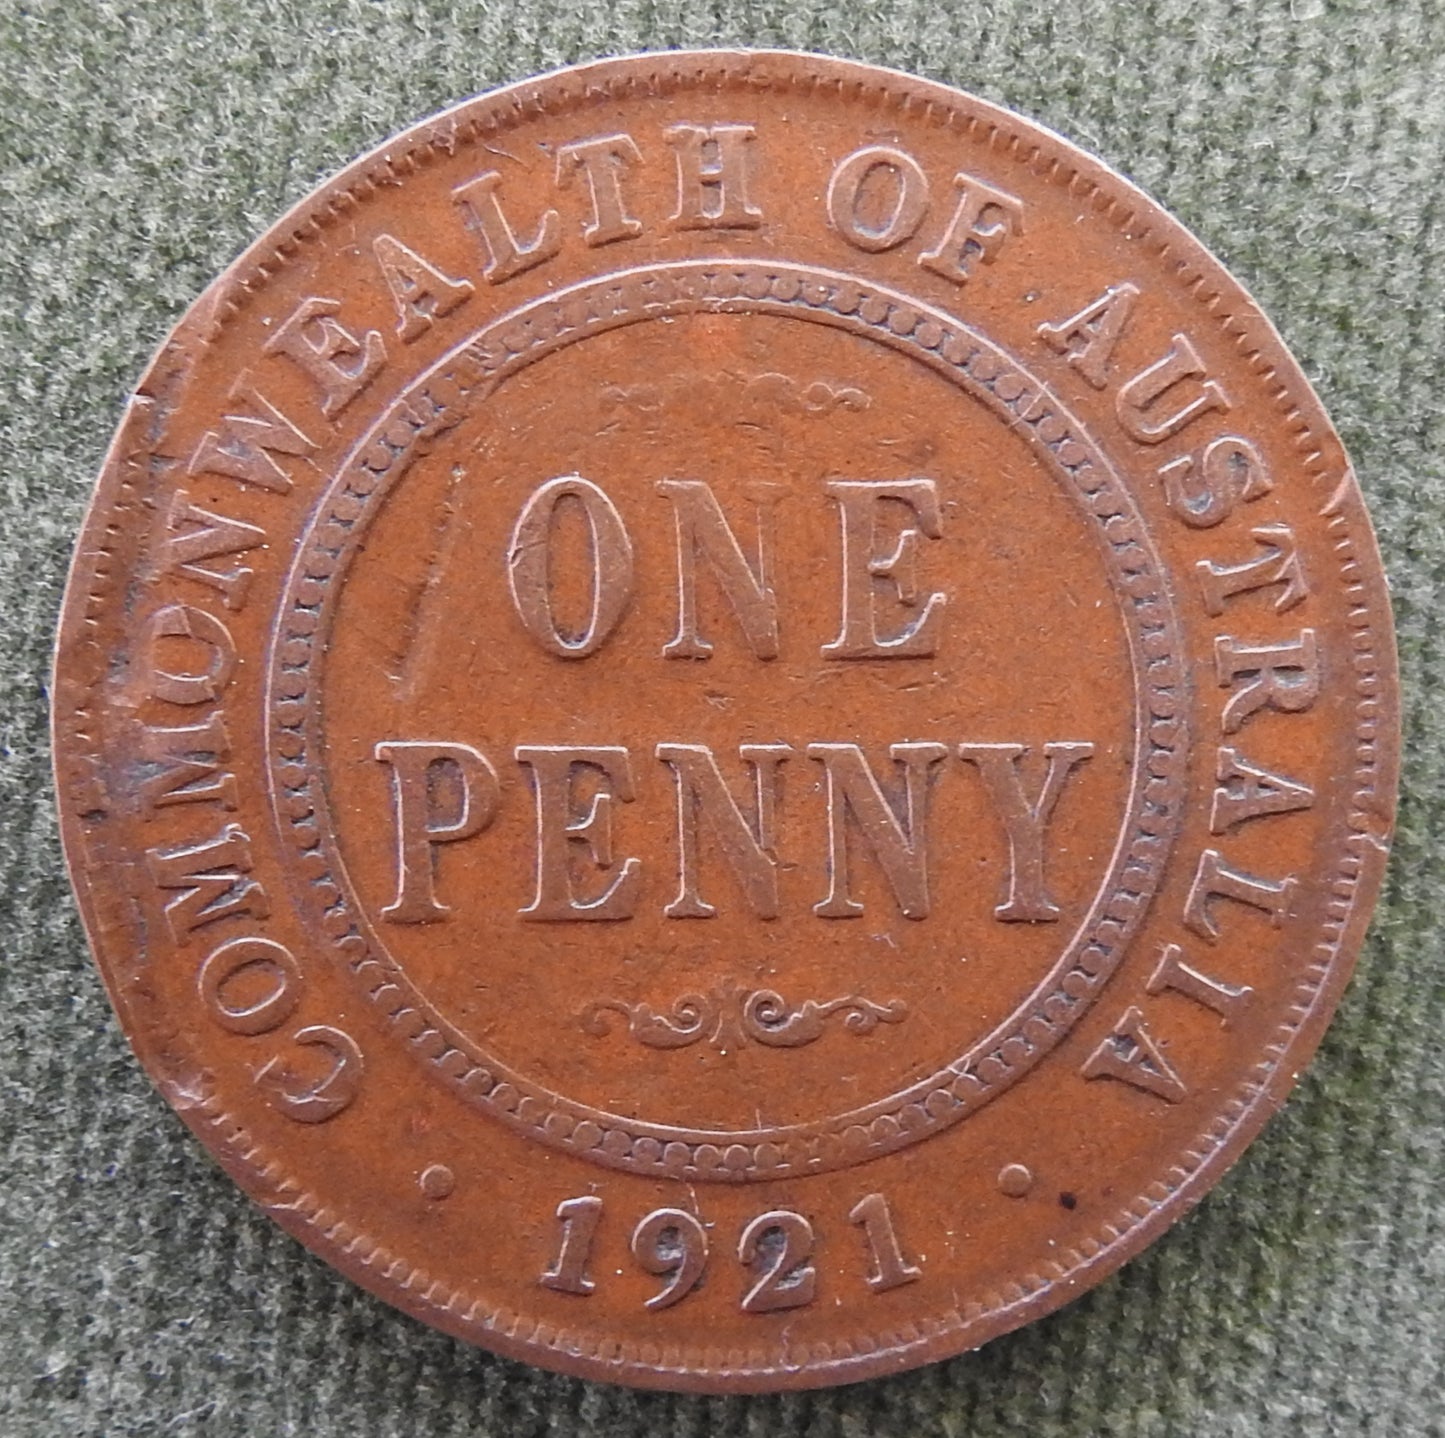 COMMONWEALTH OF AUSTRALIA
ONE
PENNY
· 1921 ·